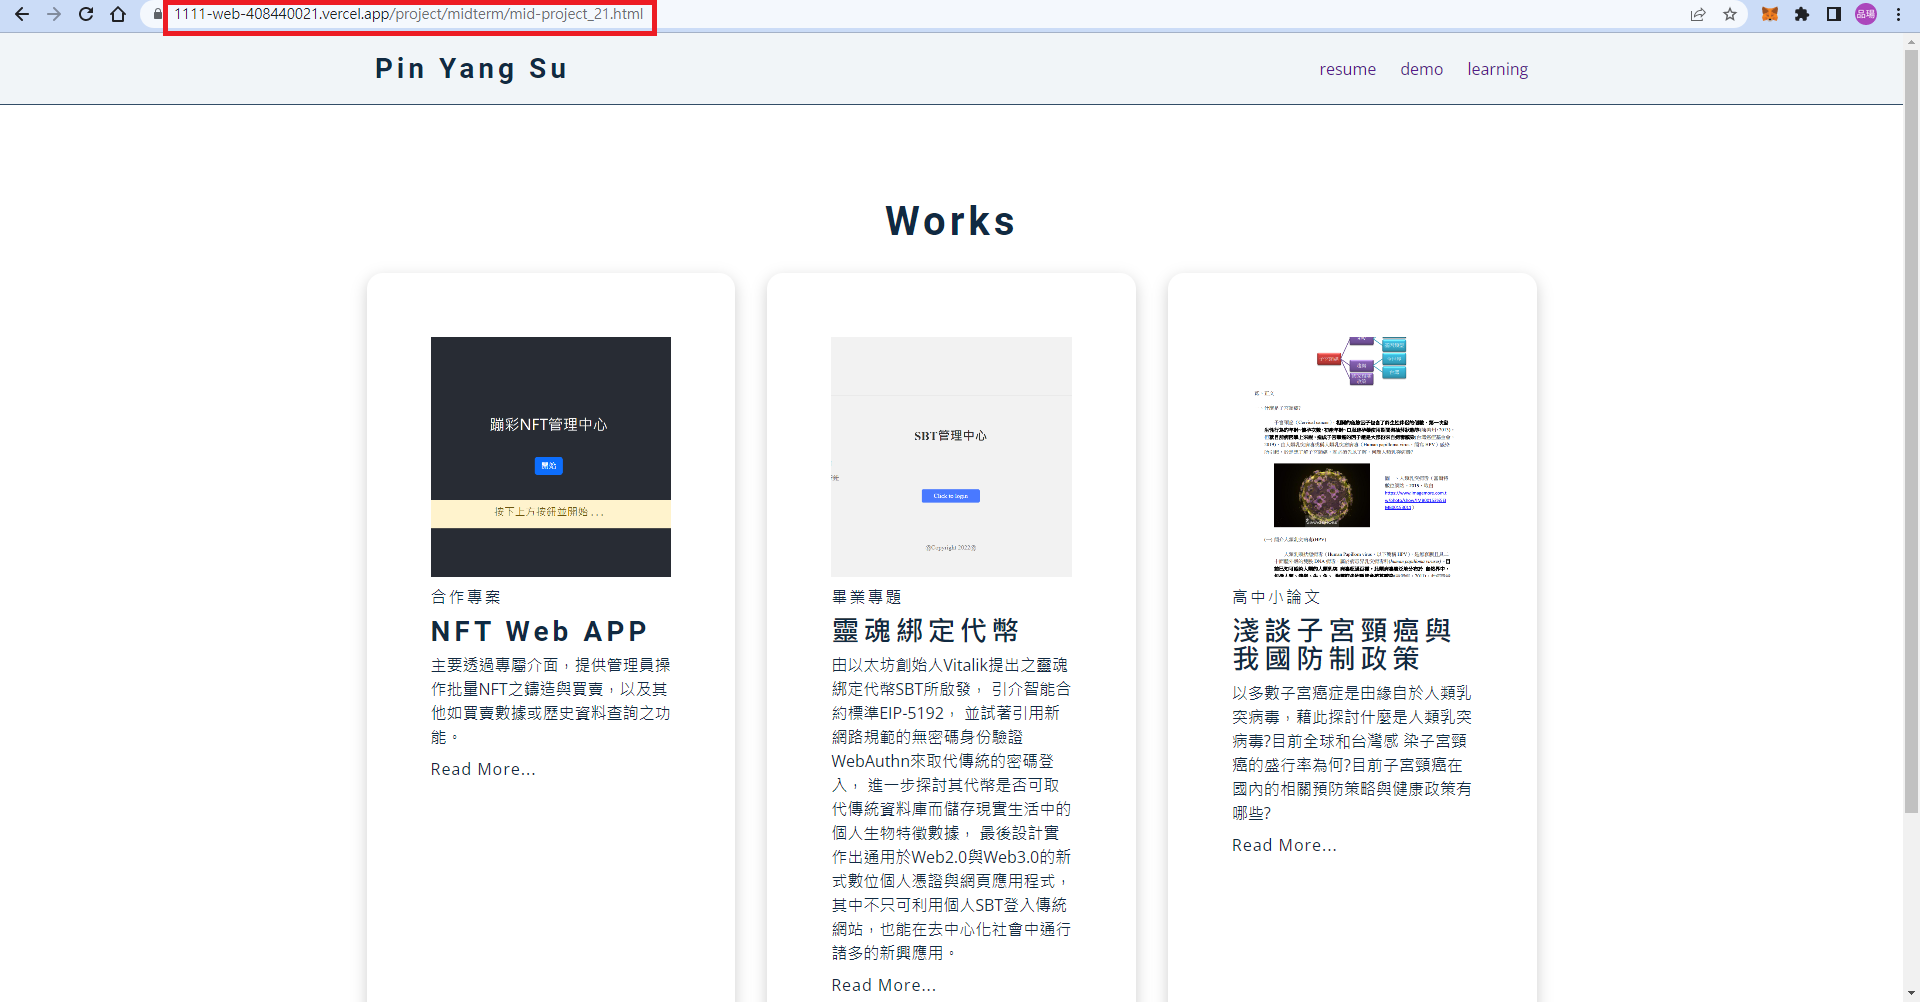 1111-web-408440021.vercel.app/project/midterm/mid-project_21.html
品瑒
Pin Yang Su
resume demo learning
Works
蹦彩NFT管理中心
開始
按下上方按鈕並開始 . . .
合作專案
NFT Web APP
主要透過專屬介面，提供管理員操
作批量NFT之鑄造與買賣，以及其
他如買賣數據或歷史資料查詢之功
能。
Read More...
SBT管理中心
Click to login
@Copyright 2022@
畢業專題
靈魂綁定代幣
由以太坊創始人Vitalik提出之靈魂
綁定代幣SBT所啟發， 引介智能合
約標準EIP-5192， 並試著引用新
網路規範的無密碼身份驗證
WebAuthn來取代傳統的密碼登
入， 進一步探討其代幣是否可取
代傳統資料庫而儲存現實生活中的
個人生物特徵數據， 最後設計實
作出通用於Web2.0與Web3.0的新
式數位個人憑證與網頁應用程式，
其中不只可利用個人SBT登入傳統
網站，也能在去中心化社會中通行
諸多的新興應用。
Read More...
高中小論文
淺談子宮頸癌與
我國防制政策
以多數子宮癌症是由緣自於人類乳
突病毒，藉此探討什麼是人類乳突
病毒?目前全球和台灣感 染子宮頸
癌的盛行率為何?目前子宮頸癌在
國內的相關預防策略與健康政策有
哪些?
Read More...